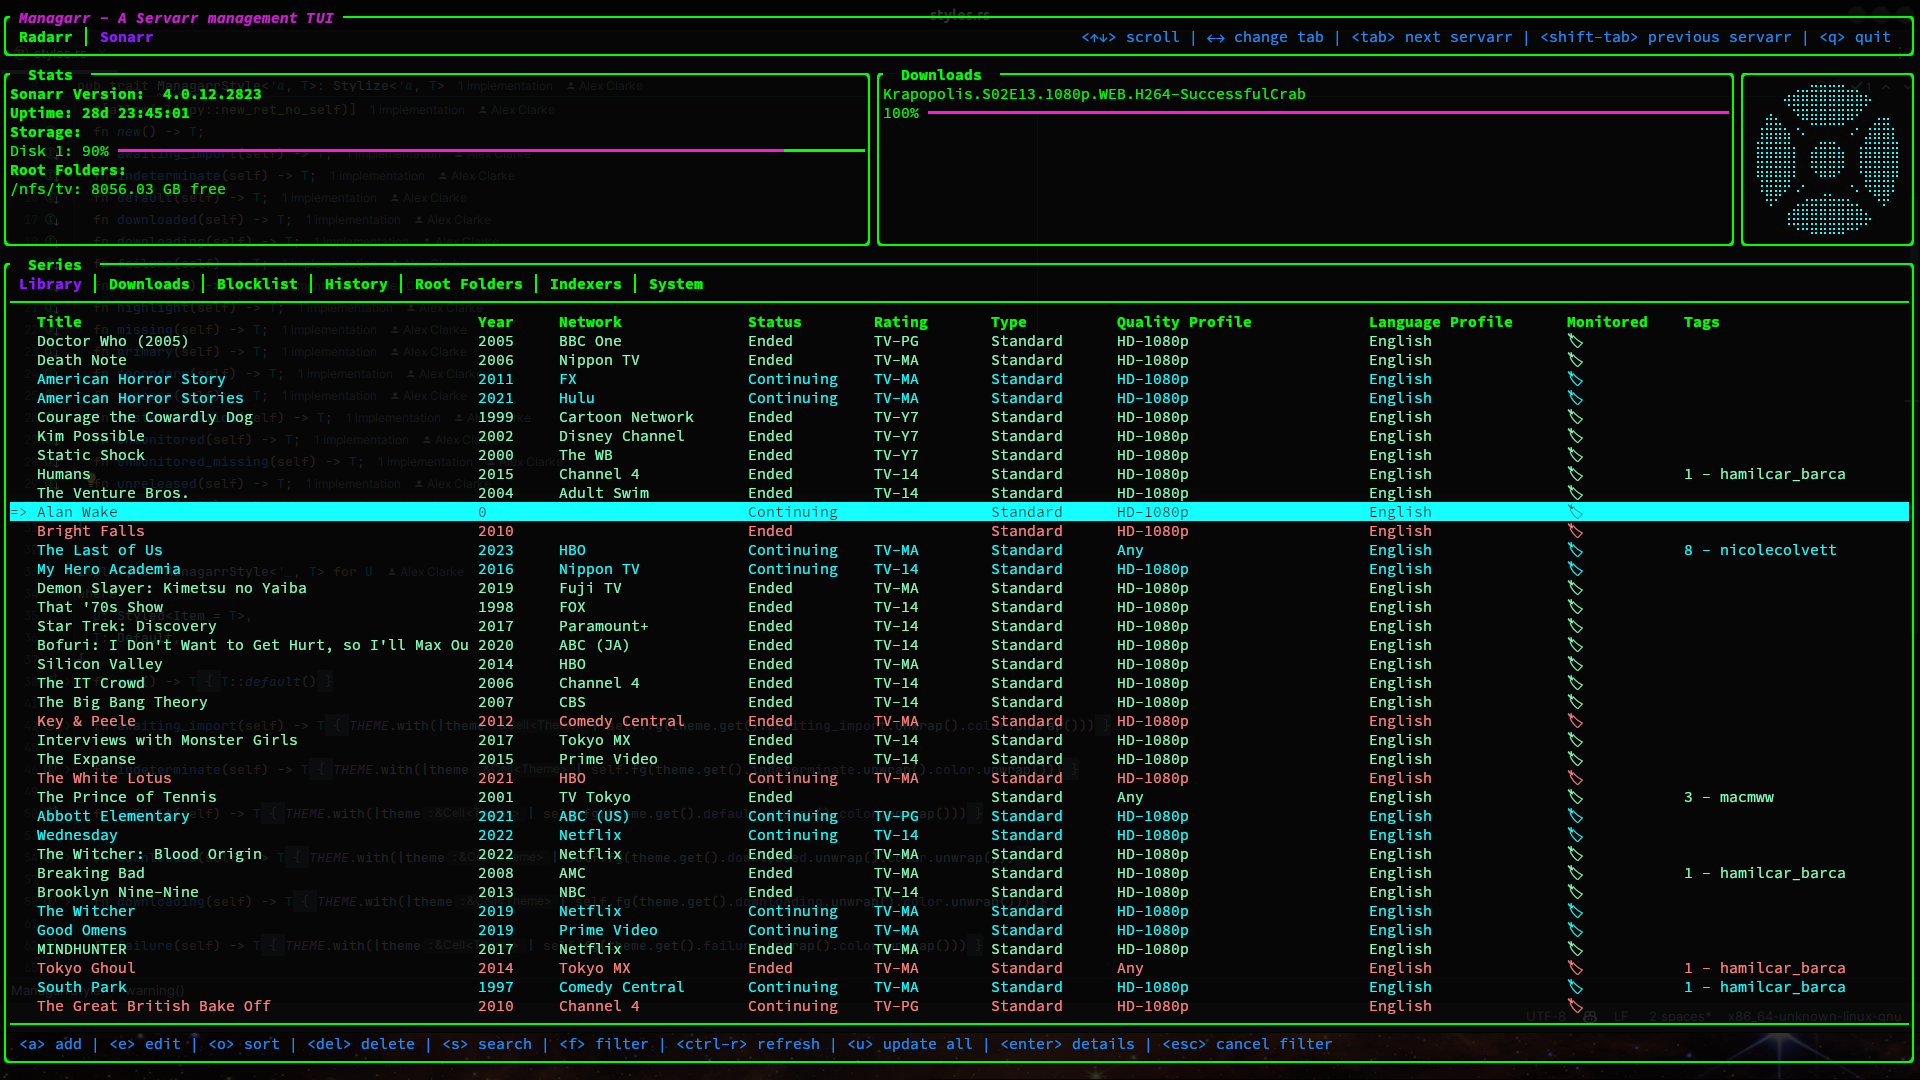 Managarr - A Servarr management TUI
Radarr | Sonarr
<↑↓> scroll | ↔ change tab | <tab> next servarr | <shift-tab> previous servarr | <q> quit
Stats
Sonarr Version: 4.0.12.2823
Uptime: 28d 23:45:01
Storage:
Disk 1: 90%
Root Folders:
/nfs/tv: 8056.03 GB free
Downloads
Krapopolis.S02E13.1080p.WEB.H264-SuccessfulCrab
100%
Series
Library | Downloads | Blocklist | History | Root Folders | Indexers | System
Title Year Network Status Rating Type Quality Profile Language Profile Monitored Tags
Doctor Who (2005) 2005 BBC One Ended TV-PG Standard HD-1080p English
Death Note 2006 Nippon TV Ended TV-MA Standard HD-1080p English
American Horror Story 2011 FX Continuing TV-MA Standard HD-1080p English
American Horror Stories 2021 Hulu Continuing TV-MA Standard HD-1080p English
Courage the Cowardly Dog 1999 Cartoon Network Ended TV-Y7 Standard HD-1080p English
Kim Possible 2002 Disney Channel Ended TV-Y7 Standard HD-1080p English
Static Shock 2000 The WB Ended TV-Y7 Standard HD-1080p English
Humans 2015 Channel 4 Ended TV-14 Standard HD-1080p English 1 - hamilcar_barca
The Venture Bros. 2004 Adult Swim Ended TV-14 Standard HD-1080p English
=> Alan Wake 0 Continuing Standard HD-1080p English
Bright Falls 2010 Ended Standard HD-1080p English
The Last of Us 2023 HBO Continuing TV-MA Standard Any English 8 - nicolecolvett
My Hero Academia 2016 Nippon TV Continuing TV-14 Standard HD-1080p English
Demon Slayer: Kimetsu no Yaiba 2019 Fuji TV Ended TV-MA Standard HD-1080p English
That '70s Show 1998 FOX Ended TV-14 Standard HD-1080p English
Star Trek: Discovery 2017 Paramount+ Ended TV-14 Standard HD-1080p English
Bofuri: I Don't Want to Get Hurt, so I'll Max Ou 2020 ABC (JA) Ended TV-14 Standard HD-1080p English
Silicon Valley 2014 HBO Ended TV-MA Standard HD-1080p English
The IT Crowd 2006 Channel 4 Ended TV-14 Standard HD-1080p English
The Big Bang Theory 2007 CBS Ended TV-14 Standard HD-1080p English
Key & Peele 2012 Comedy Central Ended TV-MA Standard HD-1080p English
Interviews with Monster Girls 2017 Tokyo MX Ended TV-14 Standard HD-1080p English
The Expanse 2015 Prime Video Ended TV-14 Standard HD-1080p English
The White Lotus 2021 HBO Continuing TV-MA Standard HD-1080p English
The Prince of Tennis 2001 TV Tokyo Ended Standard Any English 3 - macmww
Abbott Elementary 2021 ABC (US) Continuing TV-PG Standard HD-1080p English
Wednesday 2022 Netflix Continuing TV-14 Standard HD-1080p English
The Witcher: Blood Origin 2022 Netflix Ended TV-MA Standard HD-1080p English
Breaking Bad 2008 AMC Ended TV-MA Standard HD-1080p English 1 - hamilcar_barca
Brooklyn Nine-Nine 2013 NBC Ended TV-14 Standard HD-1080p English
The Witcher 2019 Netflix Continuing TV-MA Standard HD-1080p English
Good Omens 2019 Prime Video Continuing TV-MA Standard HD-1080p English
MINDHUNTER 2017 Netflix Ended TV-MA Standard HD-1080p English
Tokyo Ghoul 2014 Tokyo MX Ended TV-MA Standard Any English 1 - hamilcar_barca
South Park 1997 Comedy Central Continuing TV-MA Standard HD-1080p English 1 - hamilcar_barca
The Great British Bake Off 2010 Channel 4 Continuing TV-PG Standard HD-1080p English
<a> add | <e> edit | <o> sort | <del> delete | <s> search | <f> filter | <ctrl-r> refresh | <u> update all | <enter> details | <esc> cancel filter